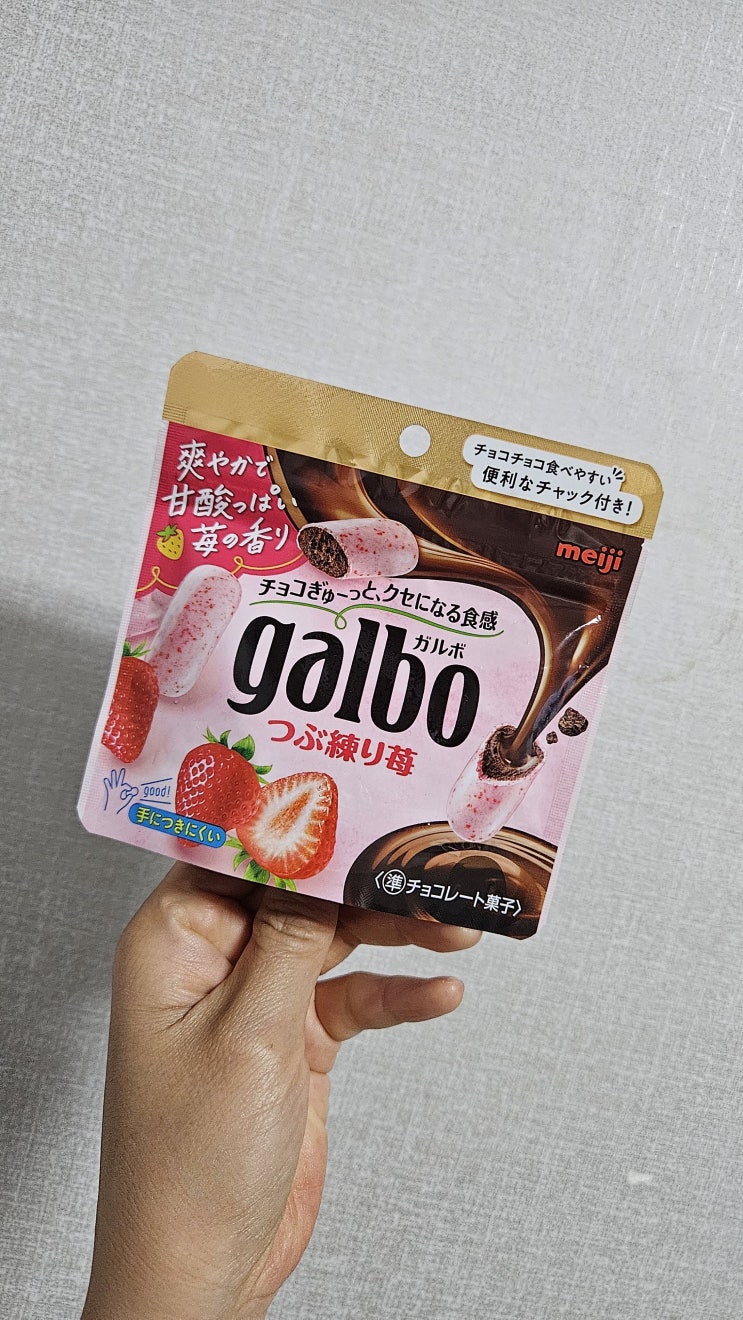 チョコチョコ食べやすい
便利なチャック付き!
爽やかで
甘酸っぱい
苺の香り
meiji
チョコぎゅーっと、クセになる食感
ガルボ
galbo
つぶ練り苺
good!
手につきにくい
〈準チョコレート菓子〉